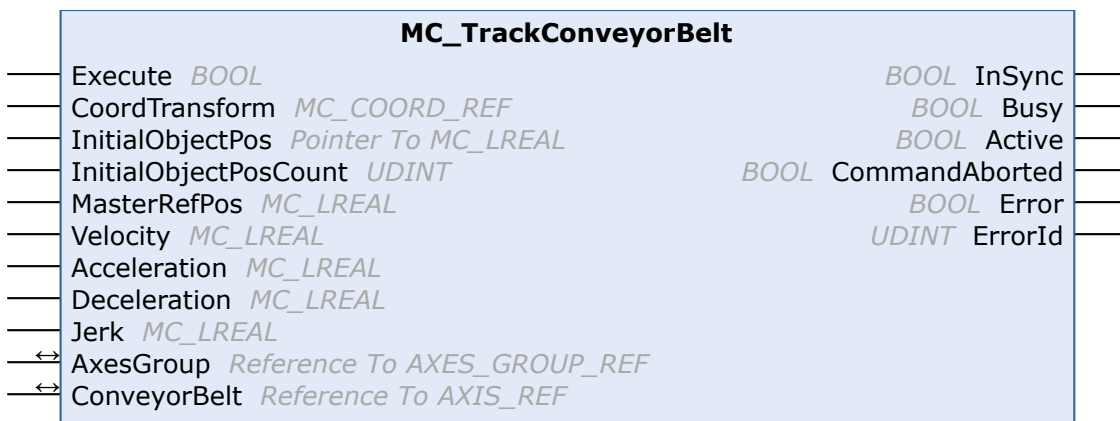 MC_TrackConveyorBelt
Execute BOOL BOOL InSync
CoordTransform MC_COORD_REF BOOL Busy
InitialObjectPos Pointer To MC_LREAL BOOL Active
InitialObjectPosCount UDINT BOOL CommandAborted
MasterRefPos MC_LREAL BOOL Error
Velocity MC_LREAL UDINT ErrorId
Acceleration MC_LREAL
Deceleration MC_LREAL
Jerk MC_LREAL
↔ AxesGroup Reference To AXES_GROUP_REF
↔ ConveyorBelt Reference To AXIS_REF